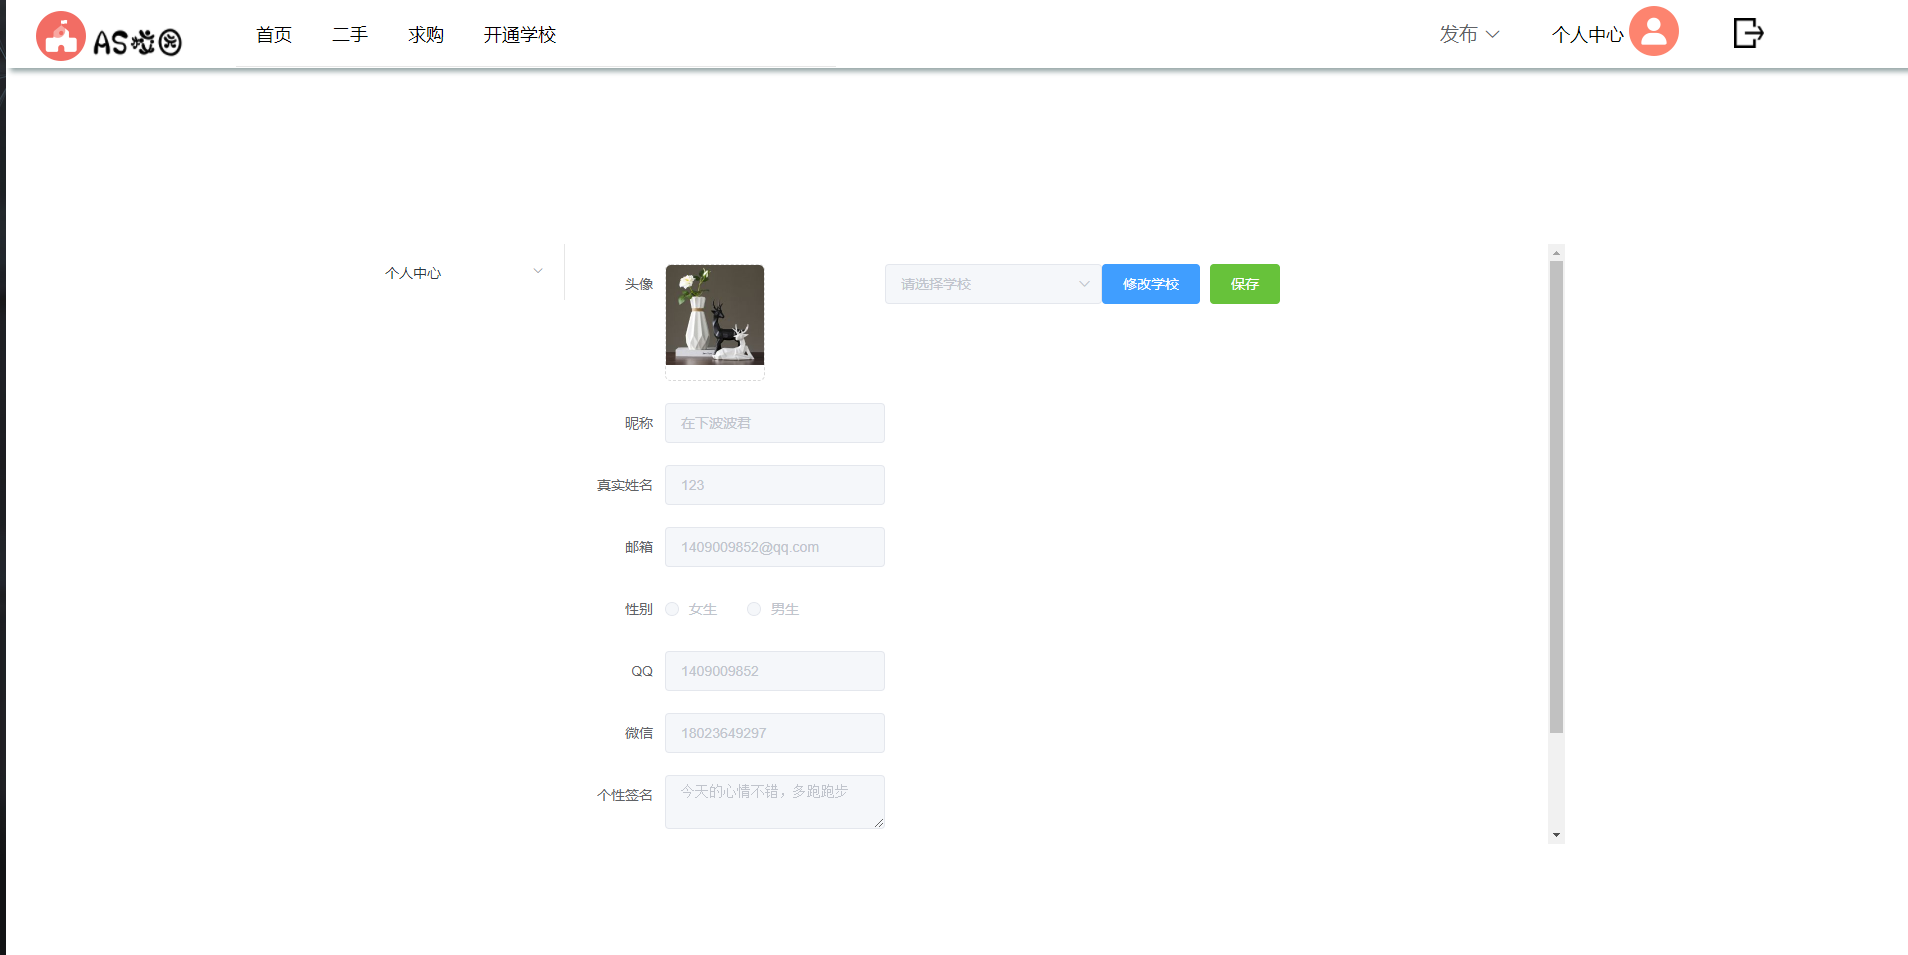 AS校园
首页 二手 求购 开通学校 发布 个人中心
个人中心
头像 请选择学校 修改学校 保存
昵称 在下波波君
真实姓名 123
邮箱 1409009852@qq.com
性别 女生 男生
QQ 1409009852
微信 18023649297
个性签名 今天的心情不错，多跑跑步